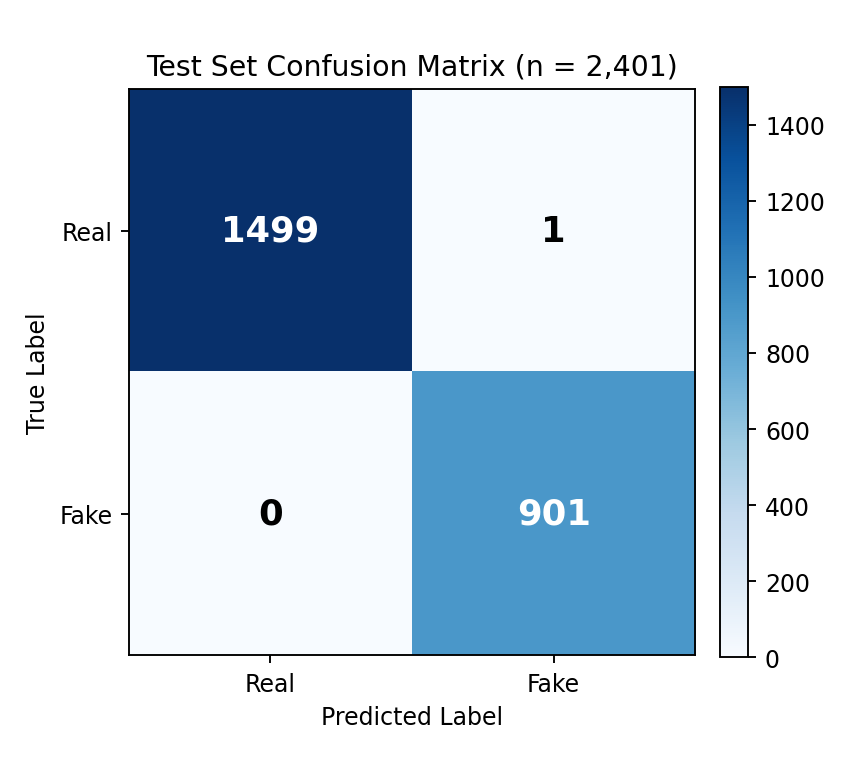 Test Set Confusion Matrix (n = 2,401)
1400
1200
1000
800
600
400
200
0
True Label
Real
1499
1
Fake
0
901
Real
Fake
Predicted Label